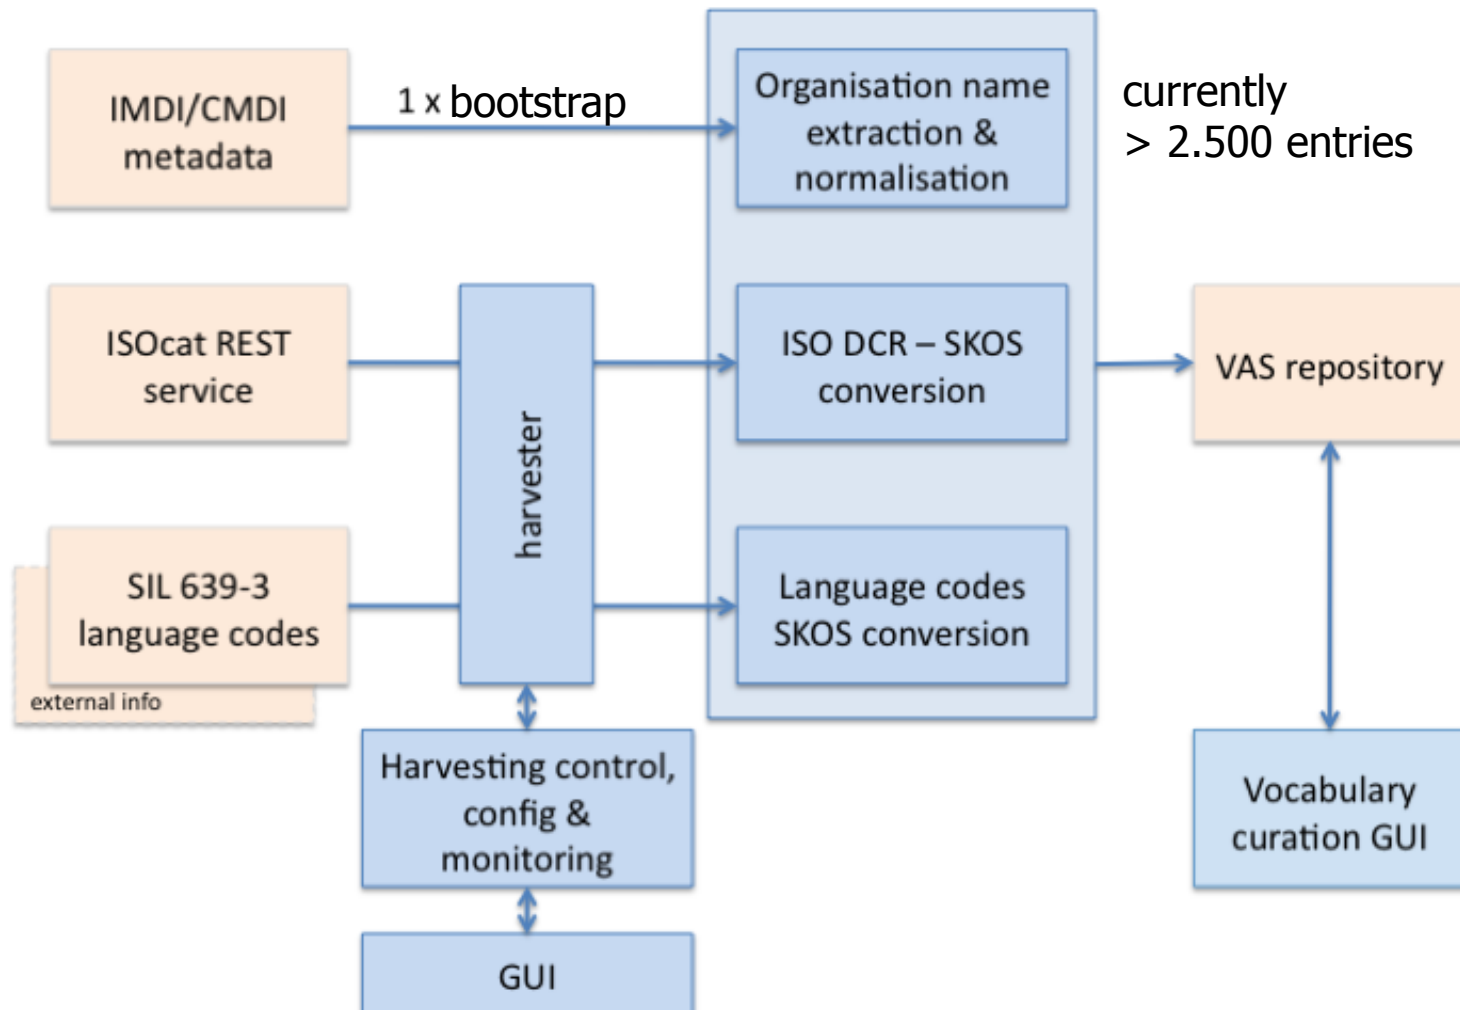 IMDI/CMDI
metadata
1 x bootstrap
Organisation name
extraction &
normalisation
currently
> 2.500 entries
ISOcat REST
service
harvester
ISO DCR – SKOS
conversion
VAS repository
SIL 639-3
language codes
external info
Language codes
SKOS conversion
Harvesting control,
config &
monitoring
Vocabulary
curation GUI
GUI